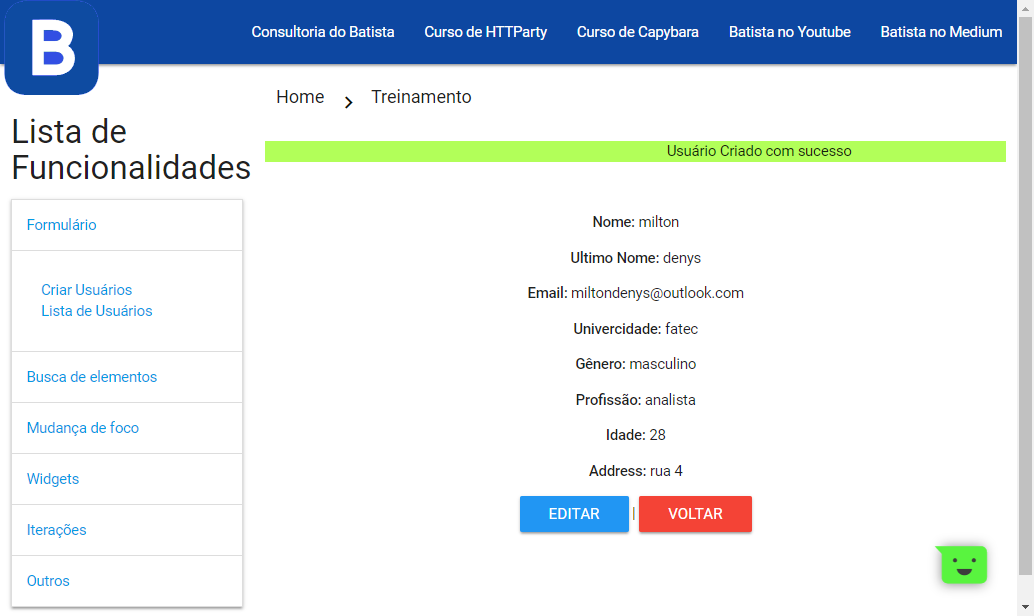 B
Consultoria do Batista Curso de HTTParty Curso de Capybara Batista no Youtube Batista no Medium
Home Treinamento
Lista de
Funcionalidades
Usuário Criado com sucesso
Formulário
Criar Usuários
Lista de Usuários
Busca de elementos
Mudança de foco
Widgets
Iterações
Outros
Nome: milton
Ultimo Nome: denys
Email: miltondenys@outlook.com
Univercidade: fatec
Gênero: masculino
Profissão: analista
Idade: 28
Address: rua 4
EDITAR | VOLTAR